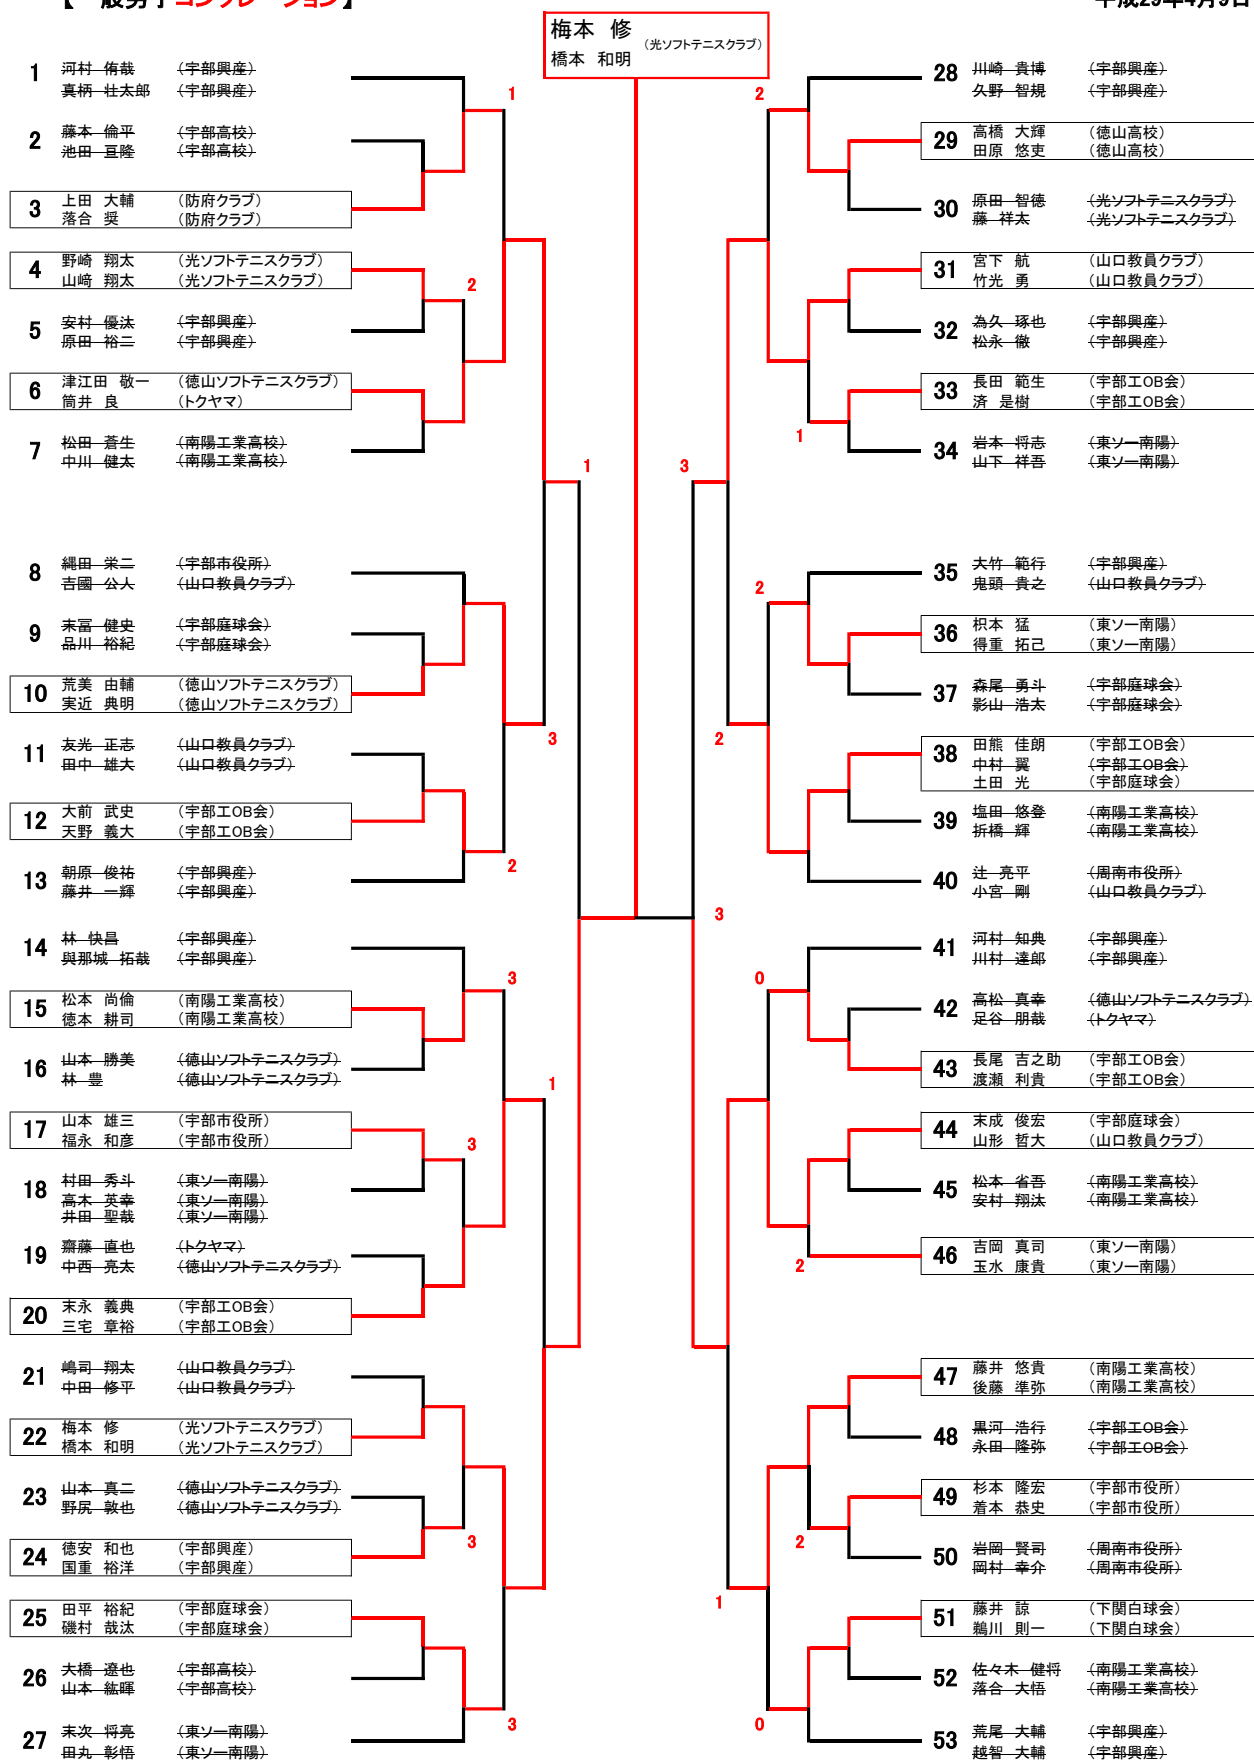 【一般男子コンソレーション】
平成29年4月9日
梅本 修
橋本 和明
(光ソフトテニスクラブ)
1 河村 侑哉 (宇部興産)
真柄 壮太郎 (宇部興産)
2 藤本 倫平 (宇部高校)
池田 亘隆 (宇部高校)
3 上田 大輔 (防府クラブ)
落合 奨 (防府クラブ)
4 野崎 翔太 (光ソフトテニスクラブ)
山﨑 翔太 (光ソフトテニスクラブ)
5 安村 優汰 (宇部興産)
原田 裕二 (宇部興産)
6 津江田 敬一 (徳山ソフトテニスクラブ)
筒井 良 (トクヤマ)
7 松田 蒼生 (南陽工業高校)
中川 健太 (南陽工業高校)
8 縄田 栄二 (宇部市役所)
吉國 公人 (山口教員クラブ)
9 末冨 健史 (宇部庭球会)
品川 裕紀 (宇部庭球会)
10 荒美 由輔 (徳山ソフトテニスクラブ)
実近 典明 (徳山ソフトテニスクラブ)
11 友光 正志 (山口教員クラブ)
田中 雄大 (山口教員クラブ)
12 大前 武史 (宇部工OB会)
天野 義大 (宇部工OB会)
13 朝原 俊祐 (宇部興産)
藤井 一輝 (宇部興産)
14 林 快昌 (宇部興産)
與那城 拓哉 (宇部興産)
15 松本 尚倫 (南陽工業高校)
徳本 耕司 (南陽工業高校)
16 山本 勝美 (徳山ソフトテニスクラブ)
林 豊 (徳山ソフトテニスクラブ)
17 山本 雄三 (宇部市役所)
福永 和彦 (宇部市役所)
18 村田 秀斗 (東ソー南陽)
高木 英幸 (東ソー南陽)
井田 聖哉 (東ソー南陽)
19 齋藤 直也 (トクヤマ)
中西 亮太 (徳山ソフトテニスクラブ)
20 末永 義典 (宇部工OB会)
三宅 章裕 (宇部工OB会)
21 嶋司 翔太 (山口教員クラブ)
中田 修平 (山口教員クラブ)
22 梅本 修 (光ソフトテニスクラブ)
橋本 和明 (光ソフトテニスクラブ)
23 山本 真二 (徳山ソフトテニスクラブ)
野尻 敦也 (徳山ソフトテニスクラブ)
24 徳安 和也 (宇部興産)
国重 裕洋 (宇部興産)
25 田平 裕紀 (宇部庭球会)
磯村 哉汰 (宇部庭球会)
26 大橋 遼也 (宇部高校)
山本 紘暉 (宇部高校)
27 末次 将亮 (東ソー南陽)
田丸 彰悟 (東ソー南陽)
1
2
1
3
2
3
1
3
3
3
2
1
3
2
2
3
0
2
2
1
0
28 川崎 貴博 (宇部興産)
久野 智規 (宇部興産)
29 高橋 大輝 (徳山高校)
田原 悠吏 (徳山高校)
30 原田 智徳 (光ソフトテニスクラブ)
藤 祥太 (光ソフトテニスクラブ)
31 宮下 航 (山口教員クラブ)
竹光 勇 (山口教員クラブ)
32 為久 琢也 (宇部興産)
松永 徹 (宇部興産)
33 長田 範生 (宇部工OB会)
済 是樹 (宇部工OB会)
34 岩本 将志 (東ソー南陽)
山下 祥吾 (東ソー南陽)
35 大竹 範行 (宇部興産)
鬼頭 貴之 (山口教員クラブ)
36 枳本 猛 (東ソー南陽)
得重 拓己 (東ソー南陽)
37 森尾 勇斗 (宇部庭球会)
影山 浩太 (宇部庭球会)
38 田熊 佳朗 (宇部工OB会)
中村 翼 (宇部工OB会)
土田 光 (宇部庭球会)
39 塩田 悠登 (南陽工業高校)
折橋 輝 (南陽工業高校)
40 辻 亮平 (周南市役所)
小宮 剛 (山口教員クラブ)
41 河村 知典 (宇部興産)
川村 達郎 (宇部興産)
42 高松 真幸 (徳山ソフトテニスクラブ)
足谷 朋哉 (トクヤマ)
43 長尾 吉之助 (宇部工OB会)
渡瀬 利貴 (宇部工OB会)
44 末成 俊宏 (宇部庭球会)
山形 哲大 (山口教員クラブ)
45 松本 省吾 (南陽工業高校)
安村 翔汰 (南陽工業高校)
46 吉岡 真司 (東ソー南陽)
玉水 康貴 (東ソー南陽)
47 藤井 悠貴 (南陽工業高校)
後藤 準弥 (南陽工業高校)
48 黒河 浩行 (宇部工OB会)
永田 隆弥 (宇部工OB会)
49 杉本 隆宏 (宇部市役所)
着本 恭史 (宇部市役所)
50 岩岡 賢司 (周南市役所)
岡村 幸介 (周南市役所)
51 藤井 諒 (下関白球会)
鵜川 則一 (下関白球会)
52 佐々木 健将 (南陽工業高校)
落合 大悟 (南陽工業高校)
53 荒尾 大輔 (宇部興産)
越智 大輔 (宇部興産)